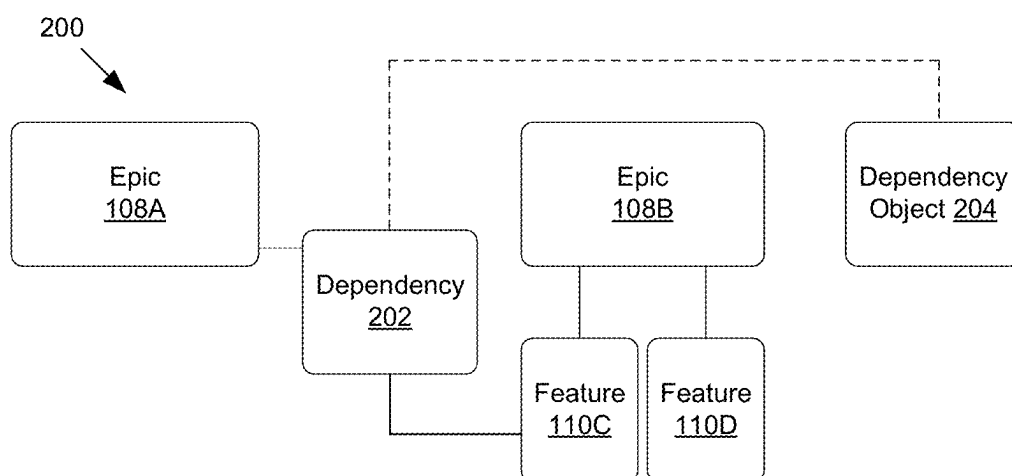 200
Epic
108A
Epic
108B
Dependency
Object 204
Dependency
202
Feature
110C
Feature
110D